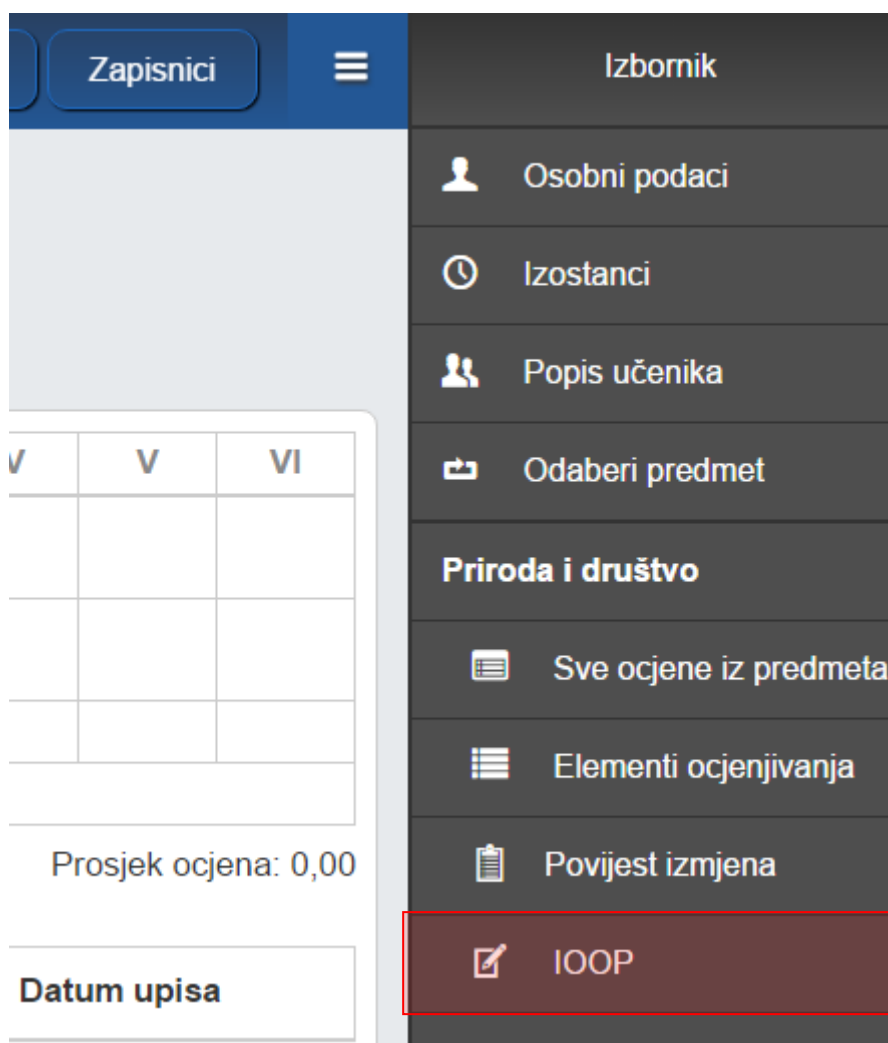 Zapisnici
Izbornik
Osobni podaci
Izostanci
Popis učenika
Odaberi predmet
Priroda i društvo
Sve ocjene iz predmeta
Elementi ocjenjivanja
Povijest izmjena
IOOP
V V VI
Prosjek ocjena: 0,00
Datum upisa